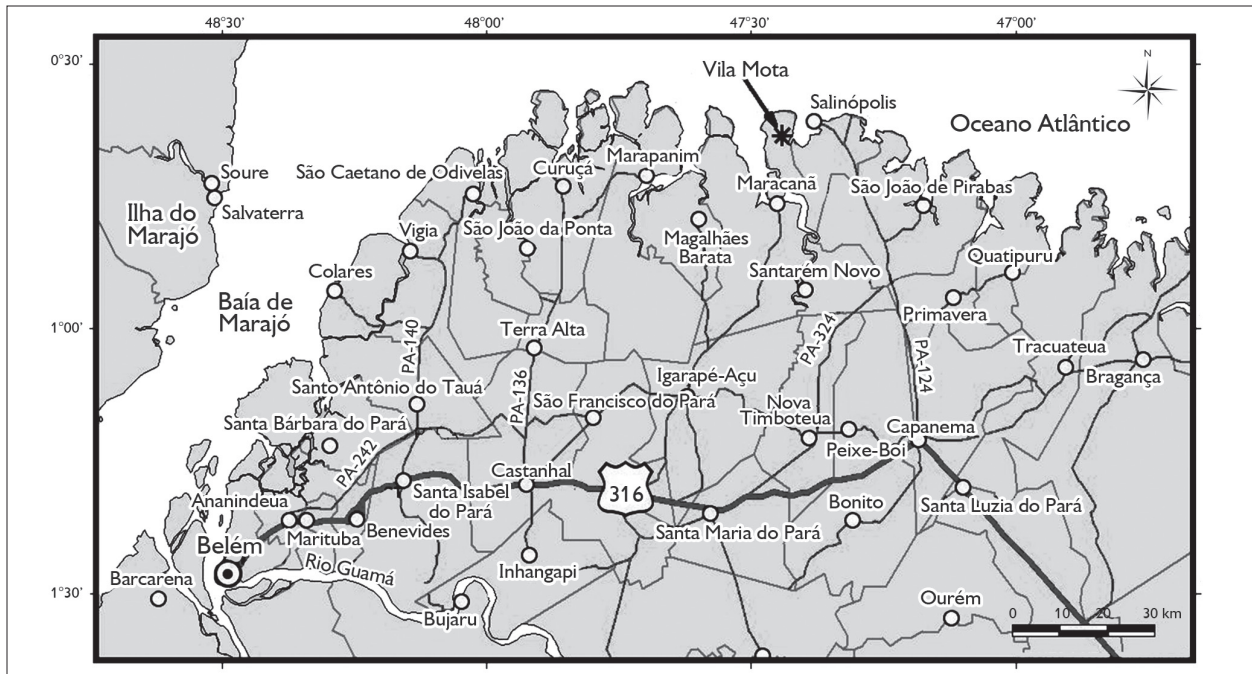 48°30'
48°00'
47°30'
47°00'
0°30'
Vila Mota
N
Salinópolis
Oceano Atlântico
Soure
São Caetano de Odivelas
Curuçá
Marapanim
Maracanã
São João de Pirabas
Ilha do
Marajó
Salvaterra
Vigia
São João da Ponta
Magalhães
Barata
Colares
Santarém Novo
Quatipuru
Baía de
Marajó
Primavera
1°00'
Terra Alta
PA-140
PA-324
PA-124
Tracuateua
Bragança
Santo Antônio do Tauá
PA-136
Igarapé-Açu
São Francisco do Pará
Nova
Timboteua
Santa Bárbara do Pará
Capanema
PA-242
Peixe-Boi
Castanhal
Ananindeua
Santa Isabel
do Pará
316
Bonito
Santa Luzia do Pará
Marituba
Benevides
Santa Maria do Pará
Belém
Rio Guamá
Inhangapi
Barcarena
1°30'
Bujaru
Ourém
0 10 20 30 km